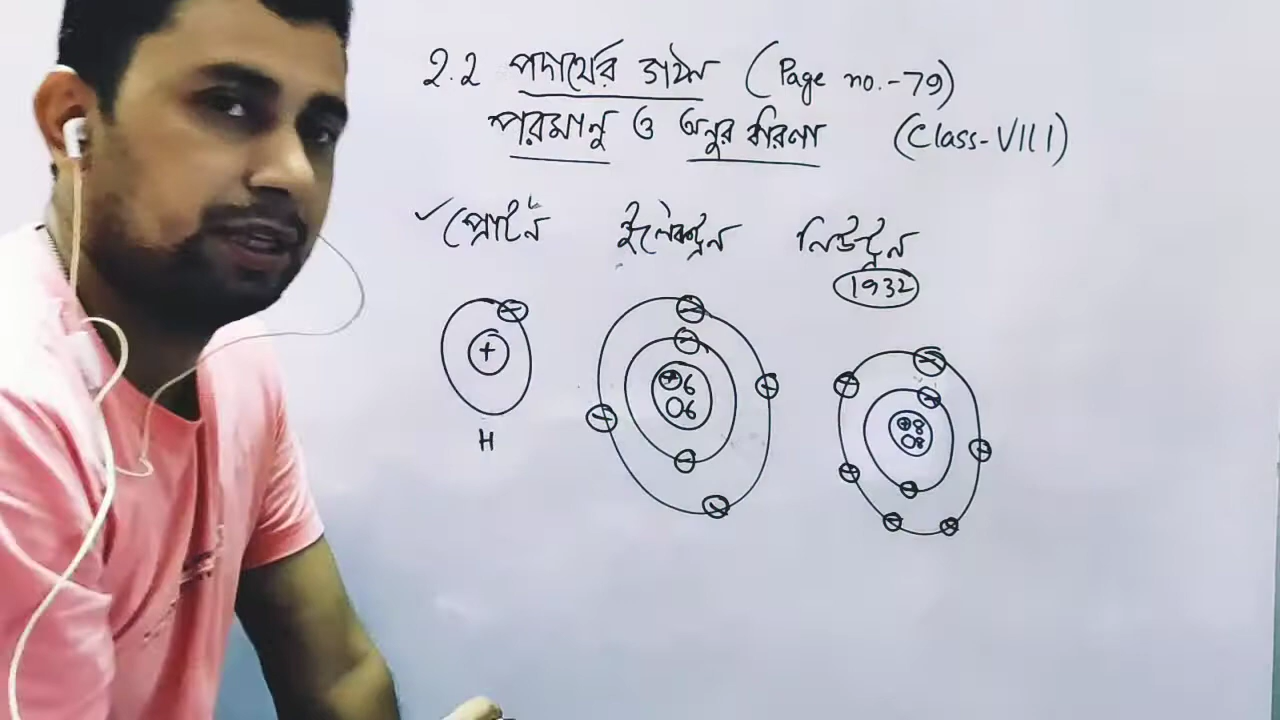 2.2 পদার্থের গঠন (Page no.-79)
পরমানু ও অনুর ধারণা (Class-VIII)
✓ প্রোটন ইলেকট্রন নিউট্রন
1932
- - -
+ - - - -
+6 - +8
06 08
- -
H - -
- - -